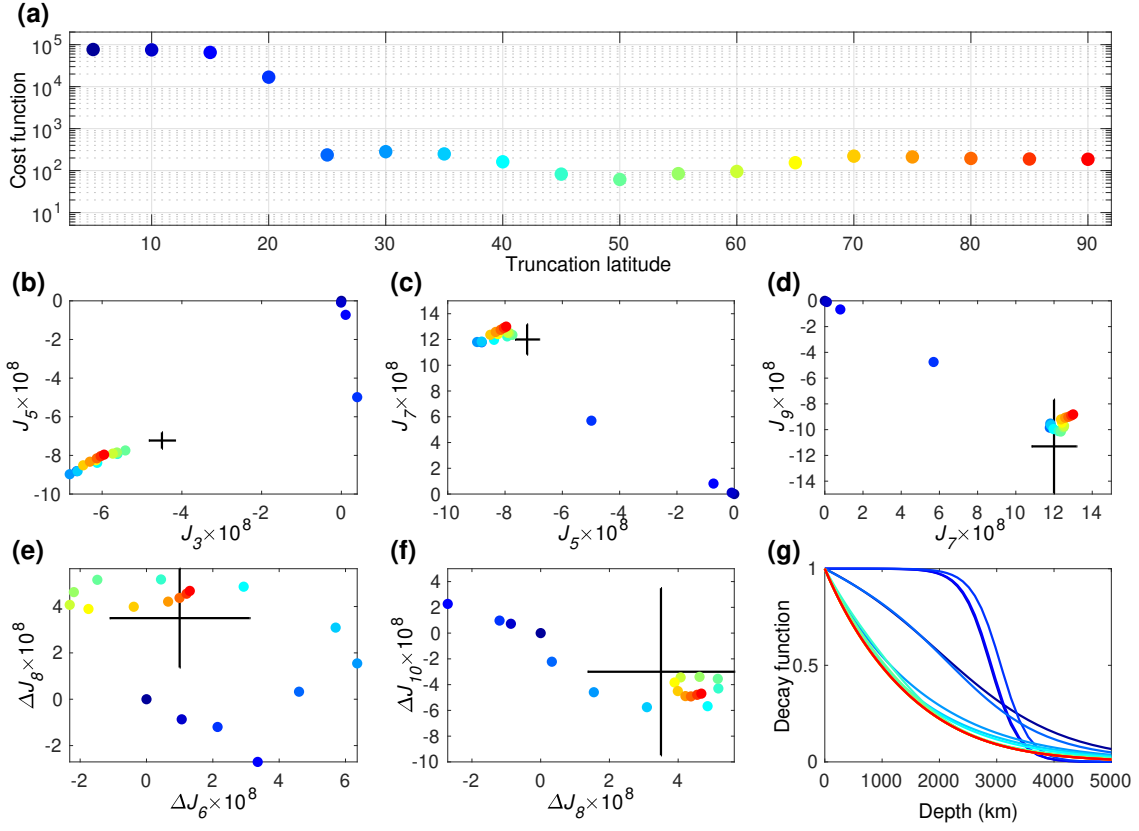 (a)
Cost function
10^5
10^4
10^3
10^2
10^1
10 20 30 40 50 60 70 80 90
Truncation latitude
(b)
J_5×10^8
0
-2
-4
-6
-8
-10
-6 -4 -2 0
J_3×10^8
(c)
J_7×10^8
14
12
10
8
6
4
2
0
-10 -8 -6 -4 -2 0
J_5×10^8
(d)
J_9×10^8
0
-2
-4
-6
-8
-10
-12
-14
0 2 4 6 8 10 12 14
J_7×10^8
(e)
ΔJ_8×10^8
4
2
0
-2
-2 0 2 4 6
ΔJ_6×10^8
(f)
ΔJ_10×10^8
4
2
0
-2
-4
-6
-8
-10
-2 0 2 4
ΔJ_8×10^8
(g)
Decay function
1
0.5
0
0 1000 2000 3000 4000 5000
Depth (km)